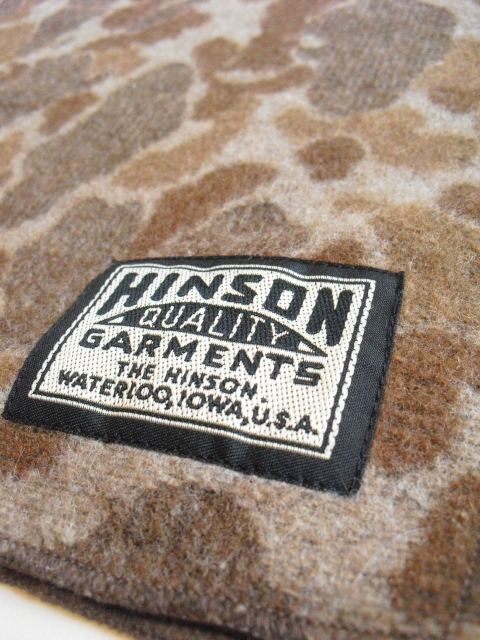 HINSON
QUALITY
GARMENTS
THE HINSON.
WATERLOO, IOWA, U.S.A.